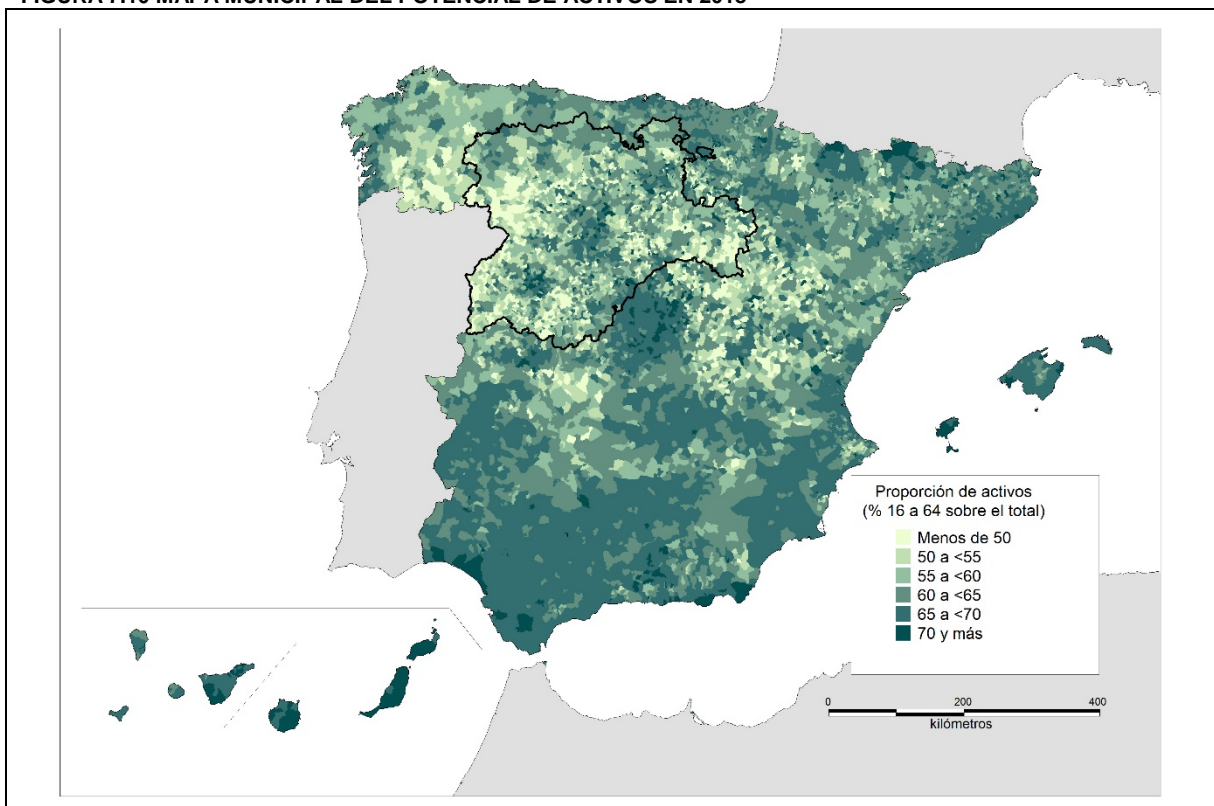 MAPA MUNICIPAL DEL POTENCIAL DE ACTIVOS EN
Proporción de activos
(% 16 a 64 sobre el total)
Menos de 50
50 a <55
55 a <60
60 a <65
65 a <70
70 y más
0 200 400
kilómetros